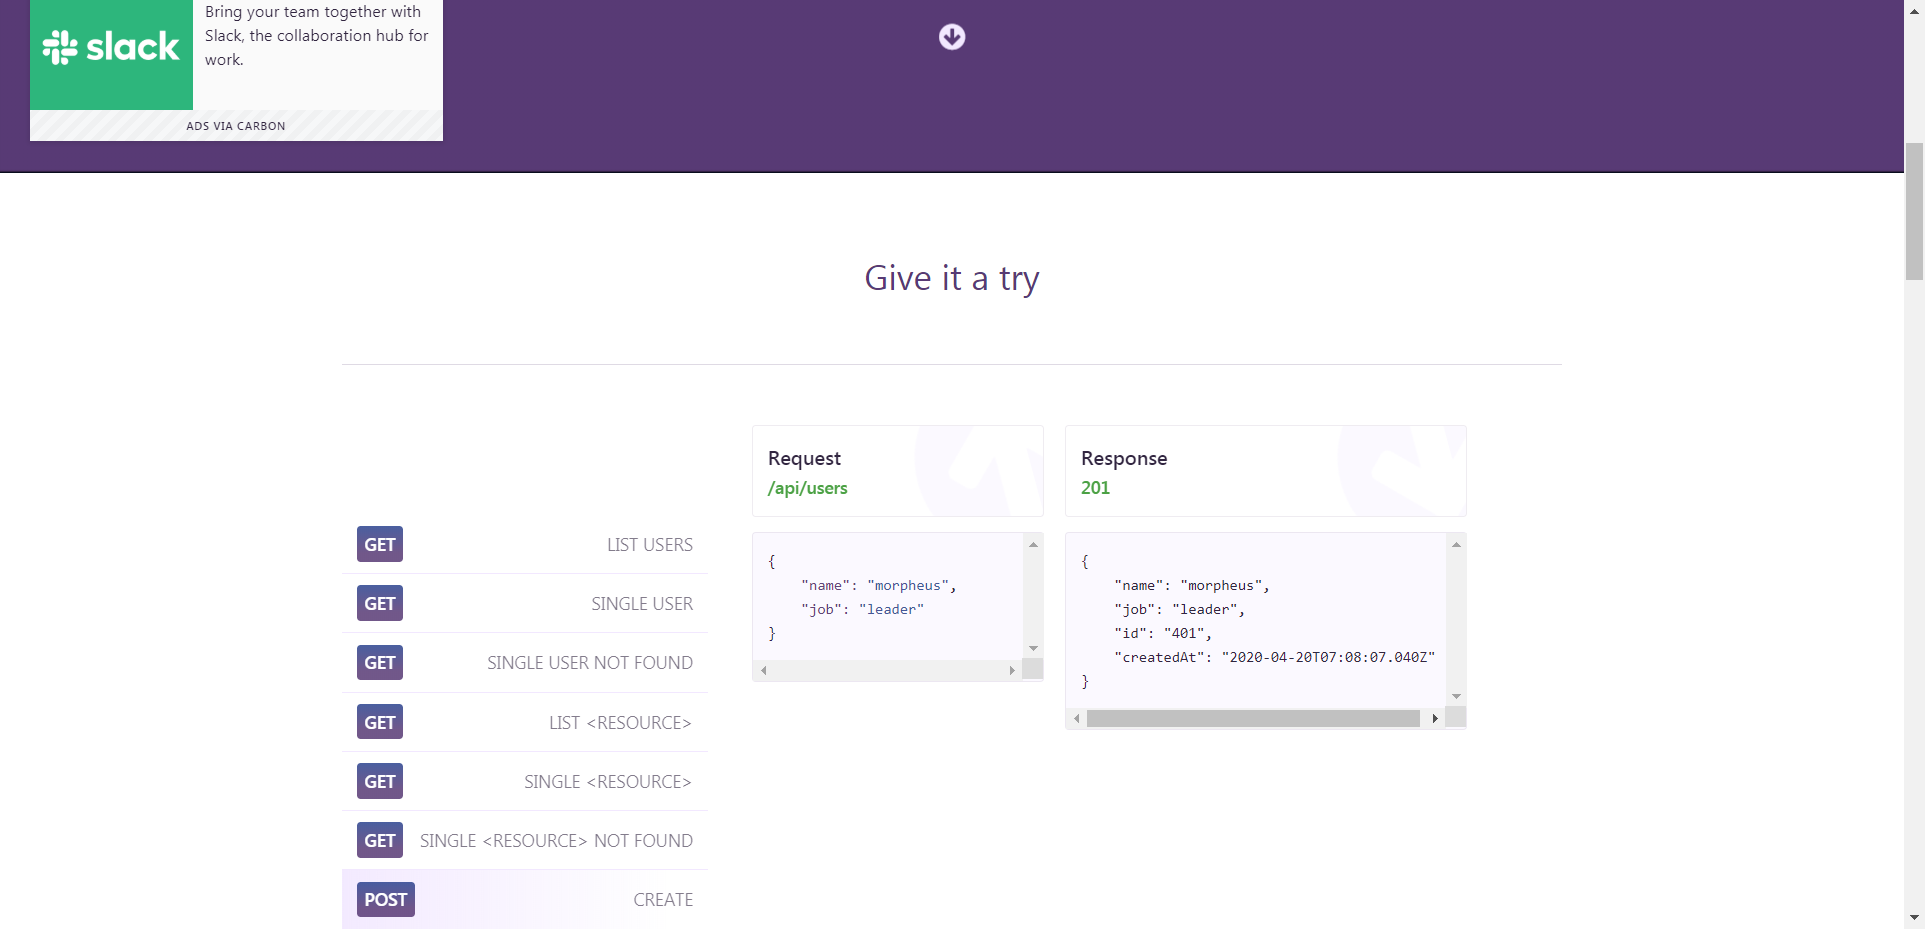 slack
Bring your team together with
Slack, the collaboration hub for
work.
ADS VIA CARBON
Give it a try
GET LIST USERS
GET SINGLE USER
GET SINGLE USER NOT FOUND
GET LIST <RESOURCE>
GET SINGLE <RESOURCE>
GET SINGLE <RESOURCE> NOT FOUND
POST CREATE
Request
/api/users
{
    "name": "morpheus",
    "job": "leader"
}
Response
201
{
    "name": "morpheus",
    "job": "leader",
    "id": "401",
    "createdAt": "2020-04-20T07:08:07.040Z"
}